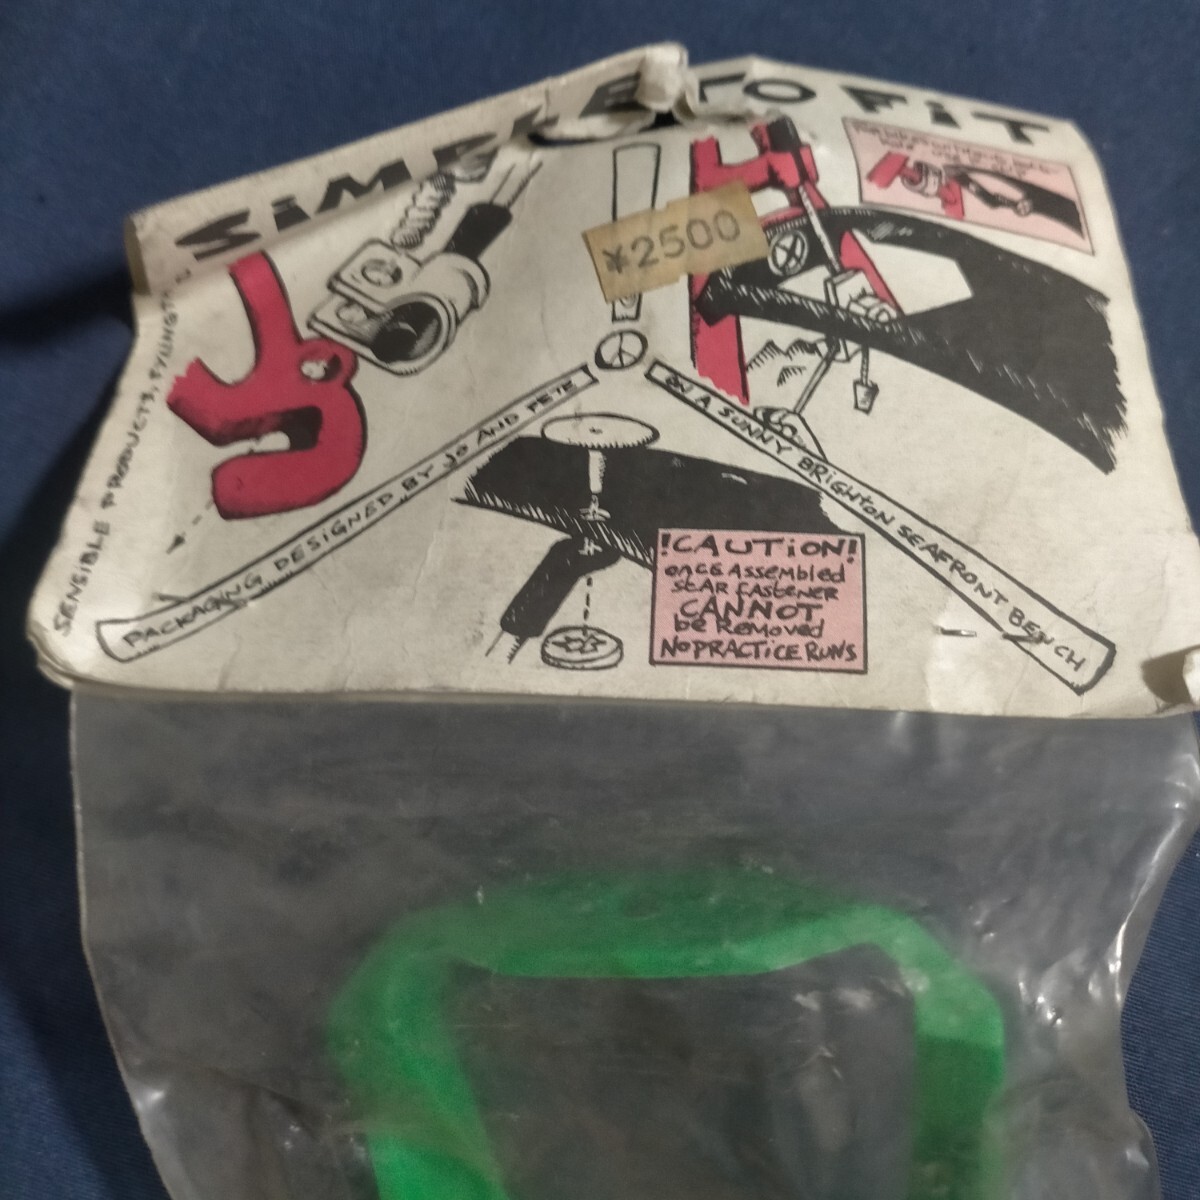 SIMPLE TO FIT
¥2500
SENSIBLE PRODUCTS,
PACKAGING DESIGNED BY JO AND PETE
ON A SUNNY BRIGHTON SEAFRONT BENCH
!CAUTION!
ONCE ASSEMBLED
STAR FASTENER
CANNOT
be REMOVED
NO PRACTICE RUNS